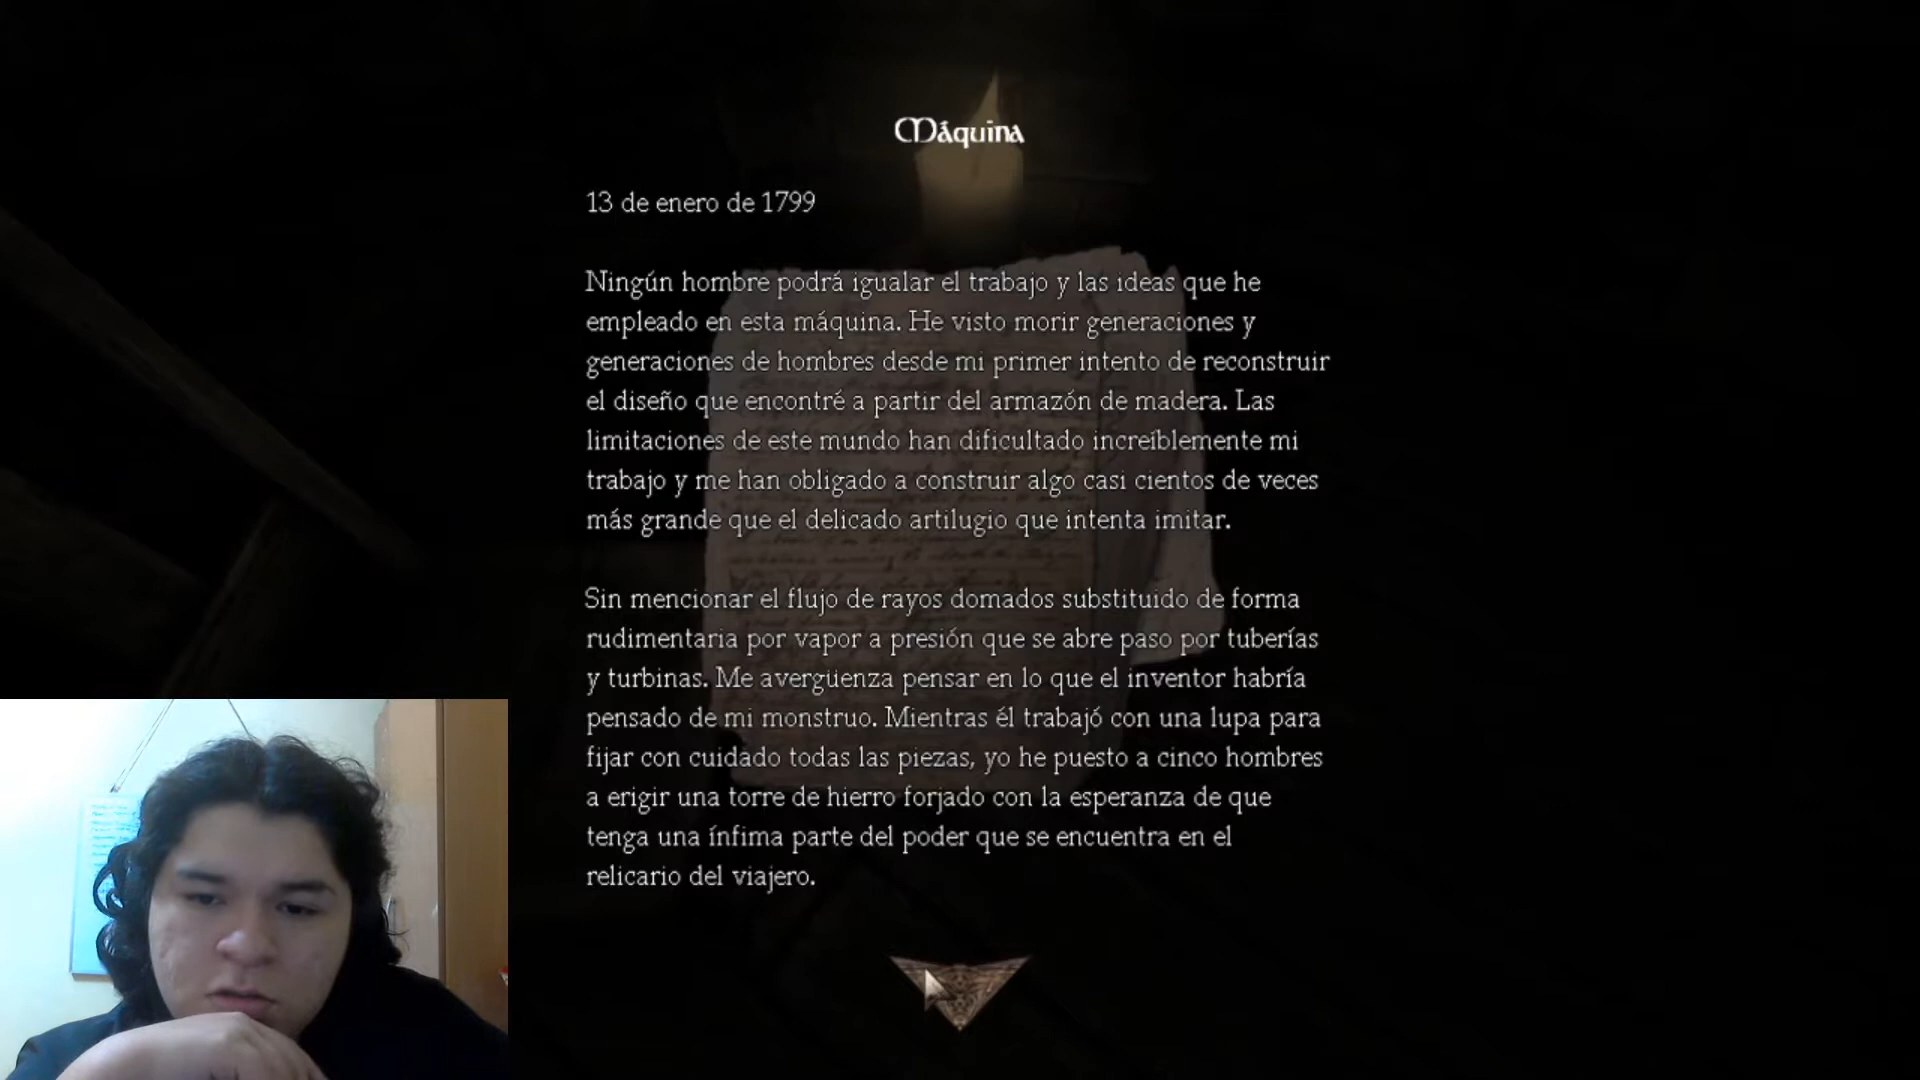 Máquina
13 de enero de 1799
Ningún hombre podrá igualar el trabajo y las ideas que he
empleado en esta máquina. He visto morir generaciones y
generaciones de hombres desde mi primer intento de reconstruir
el diseño que encontré a partir del armazón de madera. Las
limitaciones de este mundo han dificultado increíblemente mi
trabajo y me han obligado a construir algo casi cientos de veces
más grande que el delicado artilugio que intenta imitar.
Sin mencionar el flujo de rayos domados substituido de forma
rudimentaria por vapor a presión que se abre paso por tuberías
y turbinas. Me avergüenza pensar en lo que el inventor habría
pensado de mi monstruo. Mientras él trabajó con una lupa para
fijar con cuidado todas las piezas, yo he puesto a cinco hombres
a erigir una torre de hierro forjado con la esperanza de que
tenga una ínfima parte del poder que se encuentra en el
relicario del viajero.